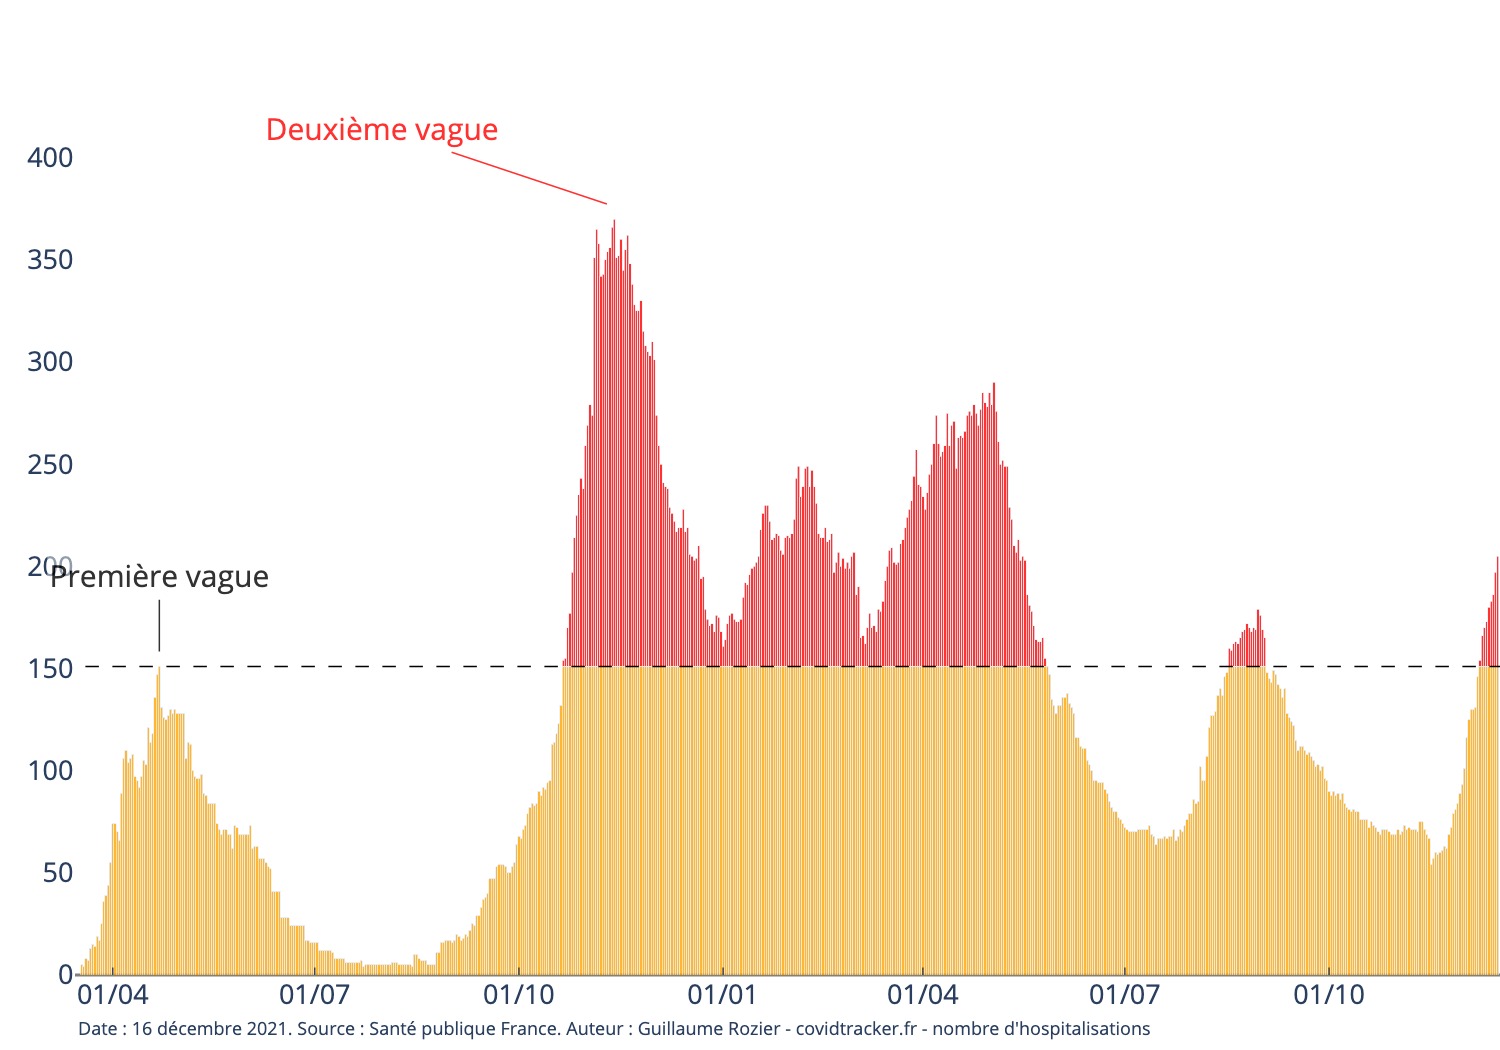 Deuxième vague
400
350
300
250
200
Première vague
150
100
50
0
01/04 01/07 01/10 01/01 01/04 01/07 01/10
Date : 16 décembre 2021. Source : Santé publique France. Auteur : Guillaume Rozier - covidtracker.fr - nombre d'hospitalisations